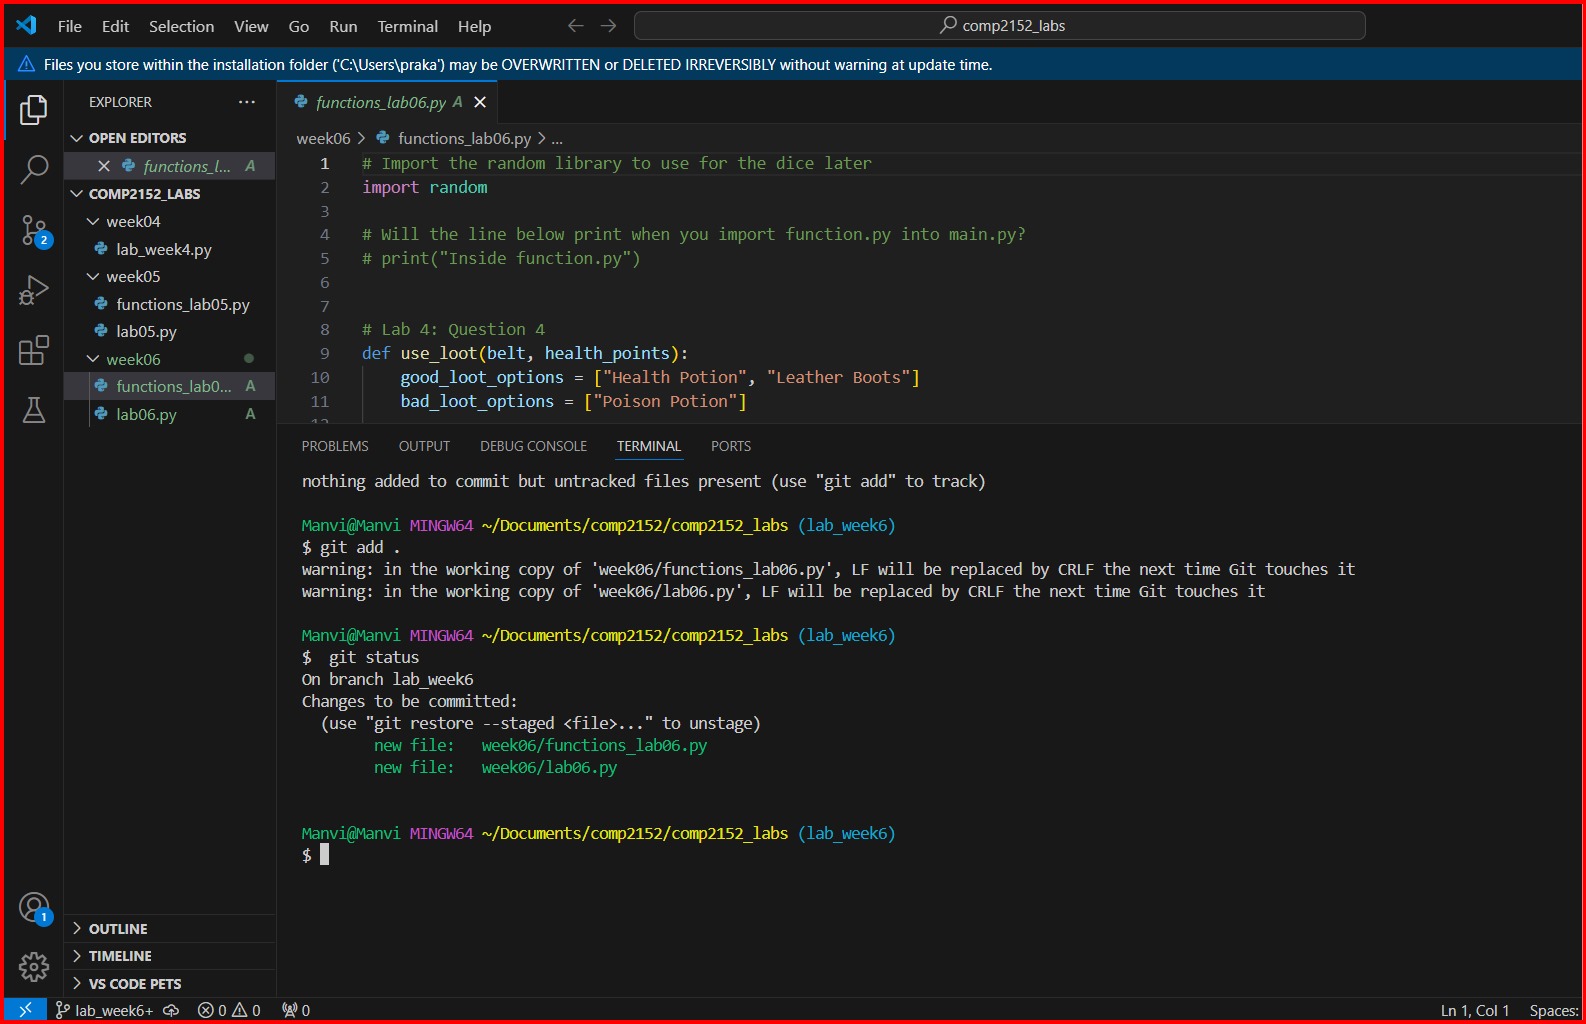 File Edit Selection View Go Run Terminal Help
comp2152_labs
Files you store within the installation folder ('C:\Users\praka') may be OVERWRITTEN or DELETED IRREVERSIBLY without warning at update time.
EXPLORER ...
OPEN EDITORS
functions_l... A
COMP2152_LABS
week04
lab_week4.py
week05
functions_lab05.py
lab05.py
week06
functions_lab0... A
lab06.py A
OUTLINE
TIMELINE
VS CODE PETS
2
1
functions_lab06.py A
week06 > functions_lab06.py > ...
1 # Import the random library to use for the dice later
2 import random
3
4 # Will the line below print when you import function.py into main.py?
5 # print("Inside function.py")
6
7
8 # Lab 4: Question 4
9 def use_loot(belt, health_points):
10 good_loot_options = ["Health Potion", "Leather Boots"]
11 bad_loot_options = ["Poison Potion"]
PROBLEMS OUTPUT DEBUG CONSOLE TERMINAL PORTS
nothing added to commit but untracked files present (use "git add" to track)
Manvi@Manvi MINGW64 ~/Documents/comp2152/comp2152_labs (lab_week6)
$ git add .
warning: in the working copy of 'week06/functions_lab06.py', LF will be replaced by CRLF the next time Git touches it
warning: in the working copy of 'week06/lab06.py', LF will be replaced by CRLF the next time Git touches it
Manvi@Manvi MINGW64 ~/Documents/comp2152/comp2152_labs (lab_week6)
$  git status
On branch lab_week6
Changes to be committed:
(use "git restore --staged <file>..." to unstage)
new file:   week06/functions_lab06.py
new file:   week06/lab06.py
Manvi@Manvi MINGW64 ~/Documents/comp2152/comp2152_labs (lab_week6)
$
lab_week6+ 0 0 0 Ln 1, Col 1 Spaces: